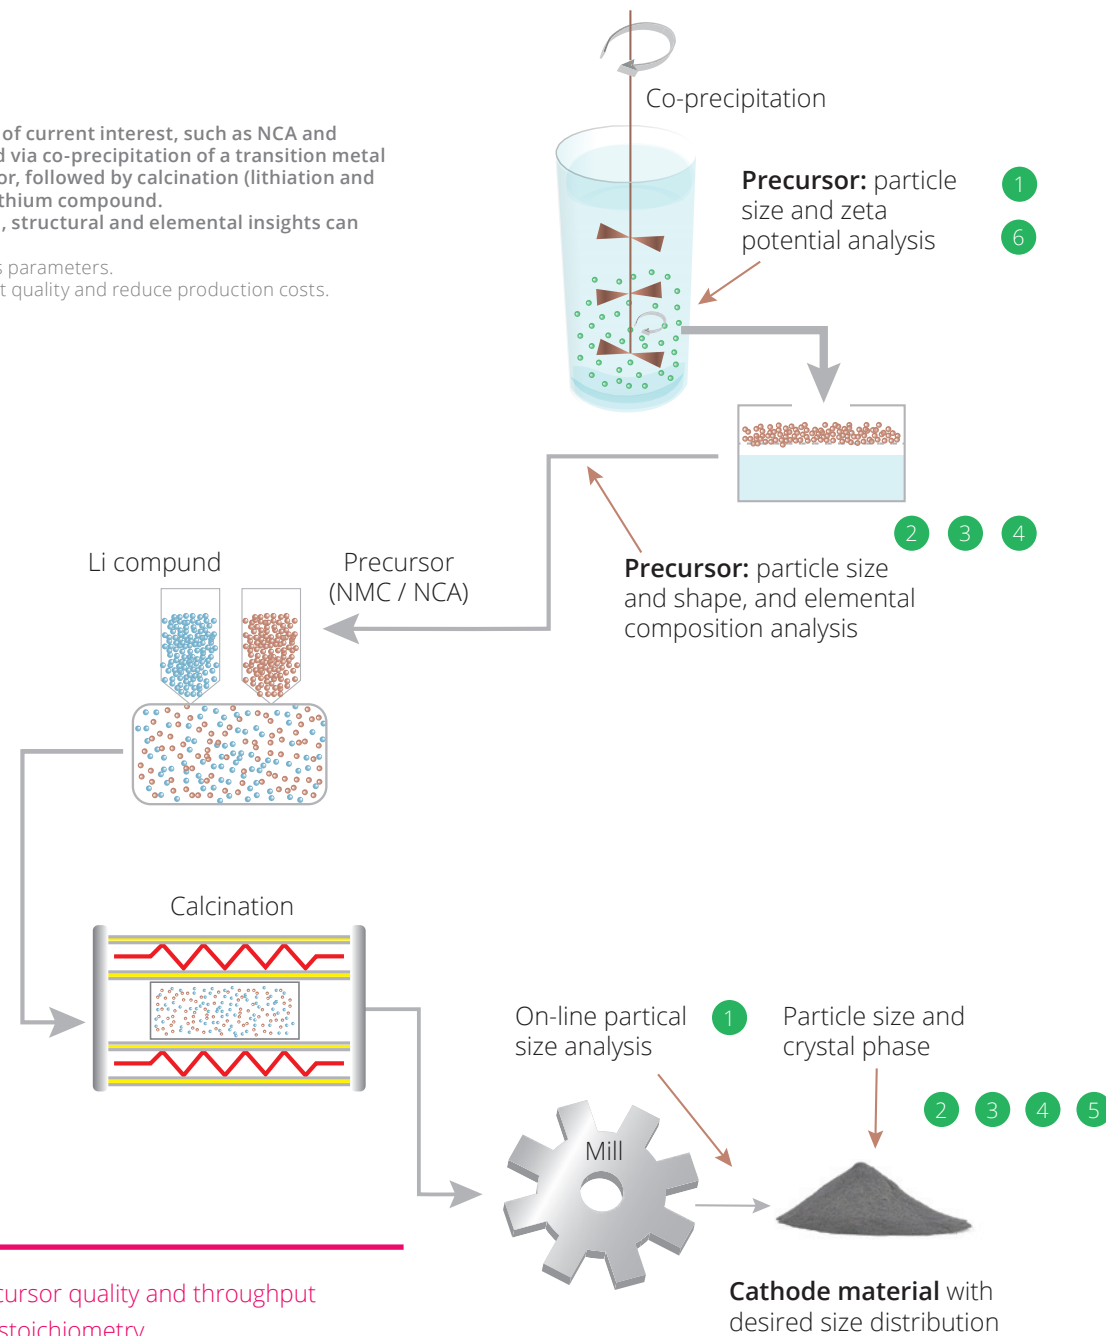 Co-precipitation
of current interest, such as NCA and
d via co-precipitation of a transition metal
or, followed by calcination (lithiation and
ithium compound.
, structural and elemental insights can
s parameters.
t quality and reduce production costs.
Precursor: particle
size and zeta
potential analysis
1
6
2 3 4
Precursor: particle size
and shape, and elemental
composition analysis
Li compund
Precursor
(NMC / NCA)
Calcination
On-line partical
size analysis
1
Particle size and
crystal phase
2 3 4 5
Mill
Cathode material with
desired size distribution
cursor quality and throughput
stoichiometry